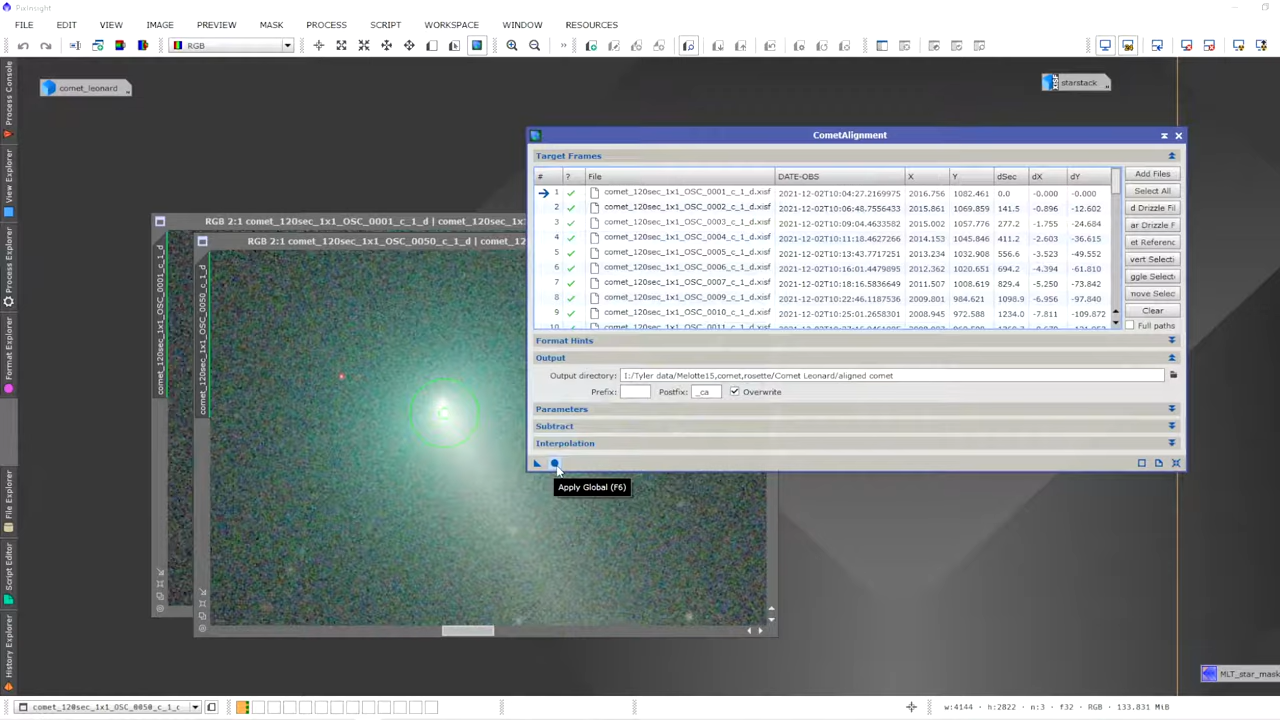 PixInsight
FILE EDIT VIEW IMAGE PREVIEW MASK PROCESS SCRIPT WORKSPACE WINDOW RESOURCES
RGB
comet_leonard
starstack
Process Console
View Explorer
Process Explorer
Format Explorer
File Explorer
Script Editor
History Explorer
RGB 2:1 comet_120sec_1x1_OSC_0001_c_1_d |
RGB 2:1 comet_120sec_1x1_OSC_0050_c_1_d |
comet_120sec_1x1_OSC_0001_c_1_d
comet_120sec_1x1_OSC_0050_c_1_d
CometAlignment
Target Frames
# ? File DATE-OBS X Y dSec dX dY
1 comet_120sec_1x1_OSC_0001_c_1_d.xisf 2021-12-02T10:04:27.2169975 2016.756 1082.461 0.0 -0.000 -0.000
2 comet_120sec_1x1_OSC_0002_c_1_d.xisf 2021-12-02T10:06:48.7556433 2015.861 1069.859 141.5 -0.896 -12.602
3 comet_120sec_1x1_OSC_0003_c_1_d.xisf 2021-12-02T10:09:04.5539128 2015.002 1057.776 277.2 -1.755 -24.684
4 comet_120sec_1x1_OSC_0004_c_1_d.xisf 2021-12-02T10:11:18.4627266 2014.153 1045.846 411.2 -2.603 -36.615
5 comet_120sec_1x1_OSC_0005_c_1_d.xisf 2021-12-02T10:13:43.7705313 2013.234 1032.908 556.6 -3.523 -49.552
6 comet_120sec_1x1_OSC_0006_c_1_d.xisf 2021-12-02T10:16:01.4479895 2012.362 1020.651 694.2 -4.394 -61.810
7 comet_120sec_1x1_OSC_0007_c_1_d.xisf 2021-12-02T10:18:16.5836649 2011.507 1008.619 829.4 -5.250 -73.842
8 comet_120sec_1x1_OSC_0009_c_1_d.xisf 2021-12-02T10:22:46.1187536 2009.801 984.621 1098.9 -6.956 -97.840
9 comet_120sec_1x1_OSC_0010_c_1_d.xisf 2021-12-02T10:25:01.2658301 2008.945 972.588 1234.0 -7.811 -109.872
10 comet_120sec_1x1_OSC_0011_c_1_d.xisf
Add Files
Select All
d Drizzle Fil
ar Drizzle F
et Referenc
vert Selecti
ggle Selecti
move Selec
Clear
Full paths
Format Hints
Output
Output directory: I:/Tyler data/Melotte15,comet,rosette/Comet Leonard/aligned comet
Prefix: Postfix: _ca Overwrite
Parameters
Subtract
Interpolation
Apply Global (F6)
MLT_star_mask
comet_120sec_1x1_OSC_0050_c_1_c
w:4144 h:2822 n:3 f32 RGB 133.831 MiB